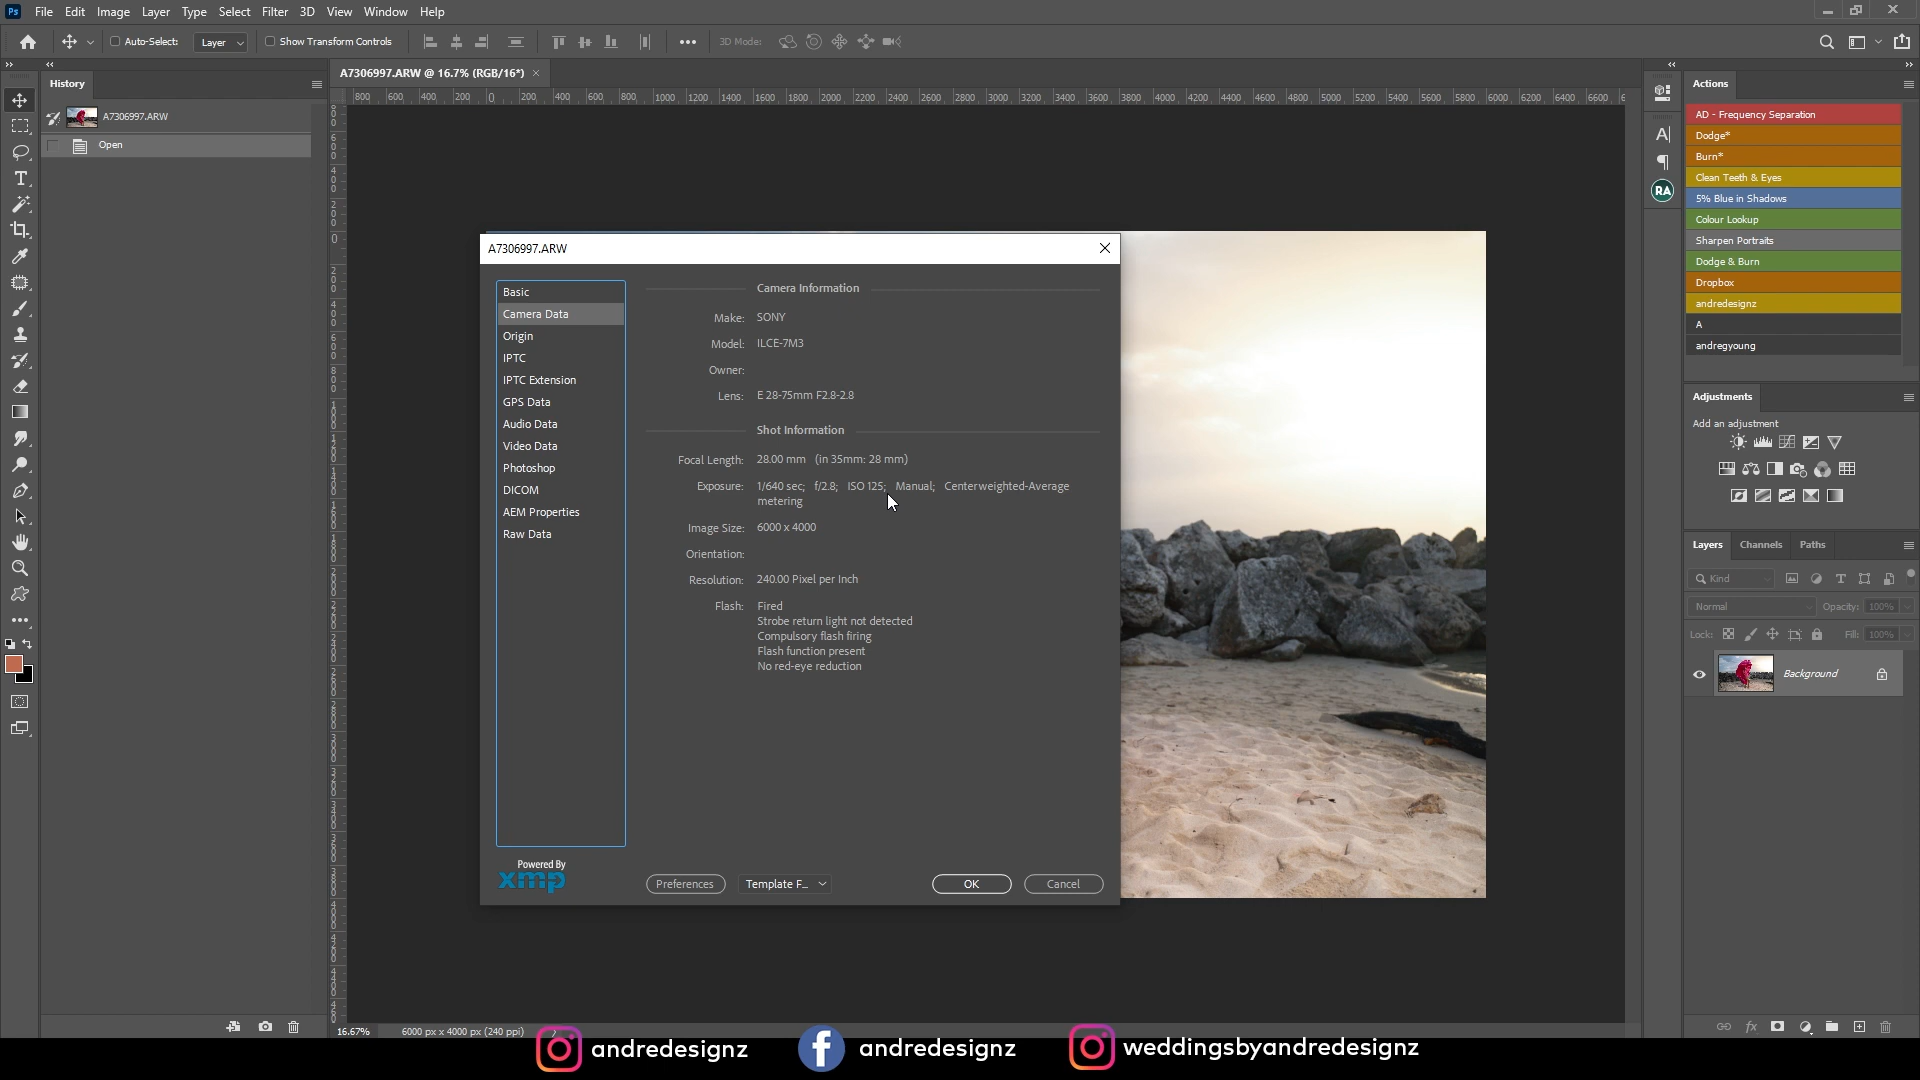 Ps File Edit Image Layer Type Select Filter 3D View Window Help
Auto-Select: Layer Show Transform Controls 3D Mode:
History
A7306997.ARW
Open
A7306997.ARW @ 16.7% (RGB/16*) ×
800 600 400 200 0 200 400 600 800 1000 1200 1400 1600 1800 2000 2200 2400 2600 2800 3000 3200 3400 3600 3800 4000 4200 4400 4600 4800 5000 5200 5400 5600 5800 6000 6200 6400 6600
A7306997.ARW
Basic
Camera Data
Origin
IPTC
IPTC Extension
GPS Data
Audio Data
Video Data
Photoshop
DICOM
AEM Properties
Raw Data
Camera Information
Make: SONY
Model: ILCE-7M3
Owner:
Lens: E 28-75mm F2.8-2.8
Shot Information
Focal Length: 28.00 mm (in 35mm: 28 mm)
Exposure: 1/640 sec; f/2.8; ISO 125; Manual; Centerweighted-Average
metering
Image Size: 6000 x 4000
Orientation:
Resolution: 240.00 Pixel per Inch
Flash: Fired
Strobe return light not detected
Compulsory flash firing
Flash function present
No red-eye reduction
Powered By
xmp
Preferences Template F... OK Cancel
RA
Actions
AD - Frequency Separation
Dodge*
Burn*
Clean Teeth & Eyes
5% Blue in Shadows
Colour Lookup
Sharpen Portraits
Dodge & Burn
Dropbox
andredesignz
A
andregyoung
Adjustments
Add an adjustment
Layers Channels Paths
Kind
Normal Opacity: 100%
Lock: Fill: 100%
Background
fx
16.67% 6000 px x 4000 px (240 ppi)
andredesignz andredesignz weddingsbyandredesignz